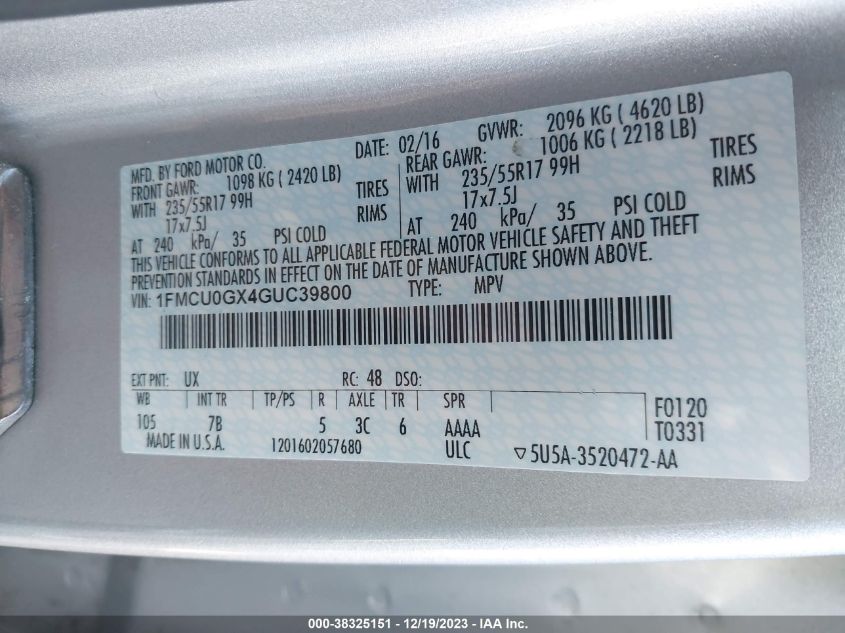 MFD. BY FORD MOTOR CO. DATE: 02/16 GVWR: 2096 KG ( 4620 LB)
FRONT GAWR: 1098 KG ( 2420 LB) REAR GAWR: 1006 KG ( 2218 LB)
WITH 235/55R17 99H TIRES WITH 235/55R17 99H TIRES
17x7.5J RIMS 17x7.5J RIMS
AT 240 kPa/ 35 PSI COLD AT 240 kPa/ 35 PSI COLD
THIS VEHICLE CONFORMS TO ALL APPLICABLE FEDERAL MOTOR VEHICLE SAFETY AND THEFT
PREVENTION STANDARDS IN EFFECT ON THE DATE OF MANUFACTURE SHOWN ABOVE.
VIN: 1FMCU0GX4GUC39800 TYPE: MPV
EXT PNT: UX RC: 48 DSO:
WB INT TR TP/PS R AXLE TR SPR F0120
105 7B 5 3C 6 AAAA T0331
MADE IN U.S.A. 1201602057680 ULC ▽5U5A-3520472-AA
000-38325151 - 12/19/2023 - IAA Inc.